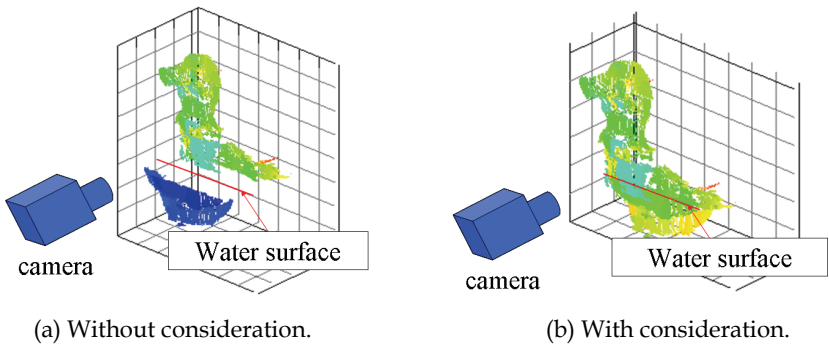 Water surface
camera
Water surface
camera
(a) Without consideration.
(b) With consideration.